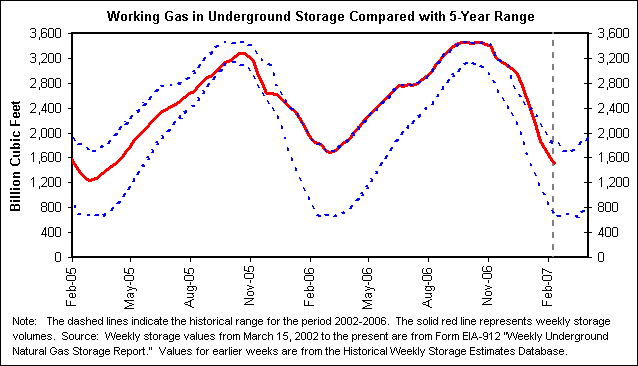 Working Gas in Underground Storage Compared with 5-Year Range
Billion Cubic Feet
3,600 3,600
3,200 3,200
2,800 2,800
2,400 2,400
2,000 2,000
1,600 1,600
1,200 1,200
800 800
400 400
0 0
Feb-05 May-05 Aug-05 Nov-05 Feb-06 May-06 Aug-06 Nov-06 Feb-07
Note: The dashed lines indicate the historical range for the period 2002-2006. The solid red line represents weekly storage
volumes. Source: Weekly storage values from March 15, 2002 to the present are from Form EIA-912 "Weekly Underground
Natural Gas Storage Report." Values for earlier weeks are from the Historical Weekly Storage Estimates Database.